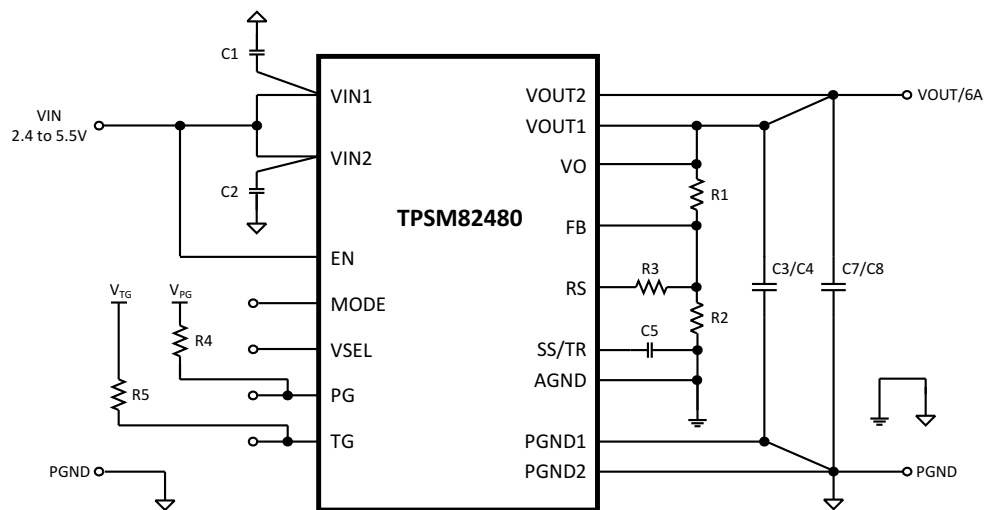 C1
VIN
2.4 to 5.5V
C2
VIN1
VIN2
EN
MODE
VSEL
PG
TG
TPSM82480
VOUT2
VOUT1
VO
FB
RS
SS/TR
AGND
PGND1
PGND2
VTG
VPG
R4
R5
PGND
R1
R3
R2
C5
C3/C4
C7/C8
VOUT/6A
PGND